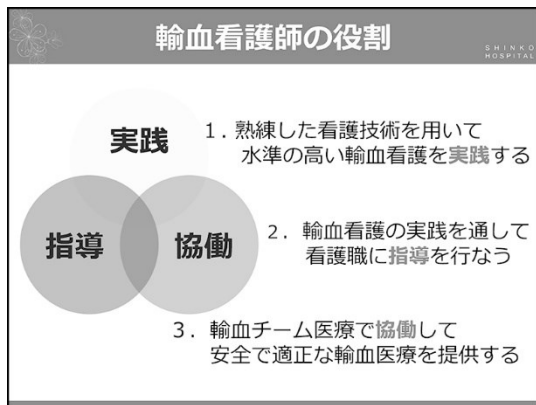 輸血看護師の役割
SHINKO
HOSPITAL
実践
指導
協働
1. 熟練した看護技術を用いて
水準の高い輸血看護を実践する
2. 輸血看護の実践を通して
看護職に指導を行なう
3. 輸血チーム医療で協働して
安全で適正な輸血医療を提供する